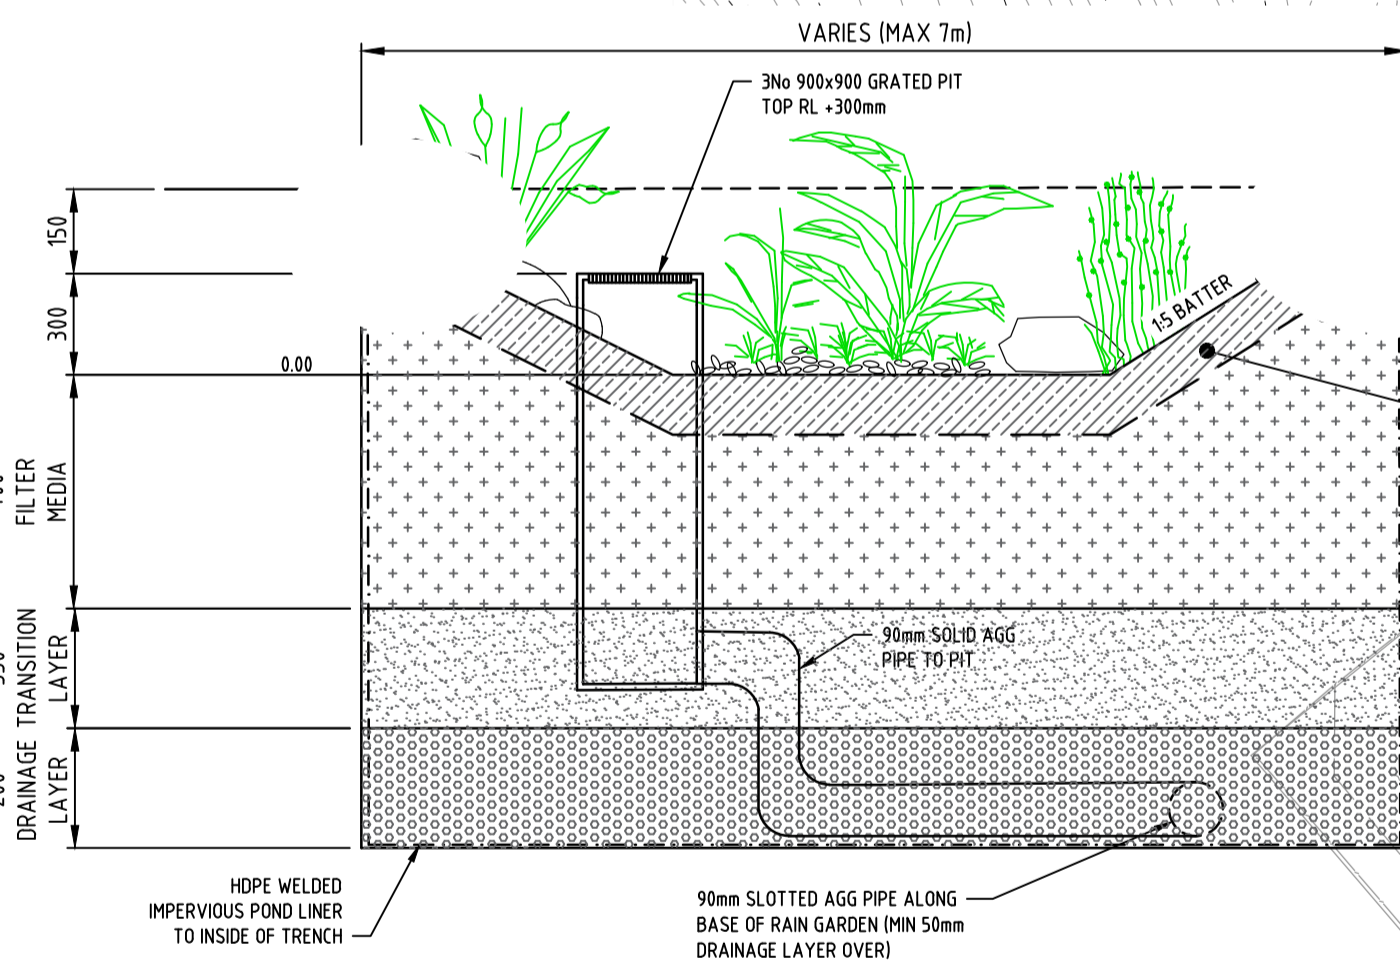 VARIES (MAX 7m)
3No 900x900 GRATED PIT
TOP RL +300mm
150
300
0.00
1:5 BATTER
FILTER
MEDIA
90mm SOLID AGG
PIPE TO PIT
TRANSITION
LAYER
DRAINAGE
LAYER
HDPE WELDED
IMPERVIOUS POND LINER
TO INSIDE OF TRENCH
90mm SLOTTED AGG PIPE ALONG
BASE OF RAIN GARDEN (MIN 50mm
DRAINAGE LAYER OVER)